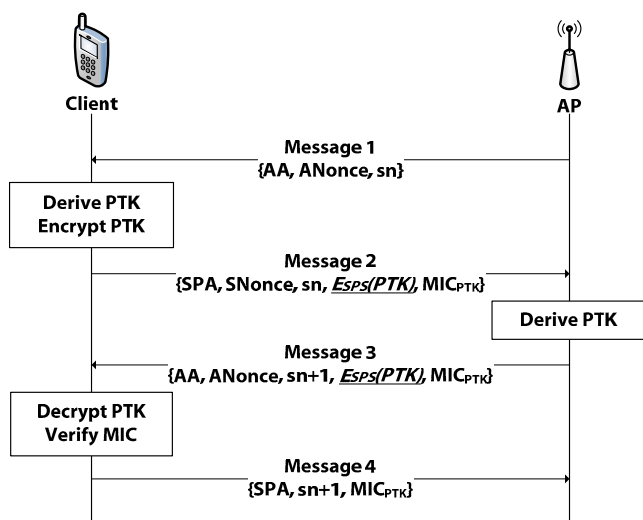 Client
AP
Message 1
{AA, ANonce, sn}
Derive PTK
Encrypt PTK
Message 2
{SPA, SNonce, sn, ESPS(PTK), MICPTK}
Derive PTK
Message 3
{AA, ANonce, sn+1, ESPS(PTK), MICPTK}
Decrypt PTK
Verify MIC
Message 4
{SPA, sn+1, MICPTK}